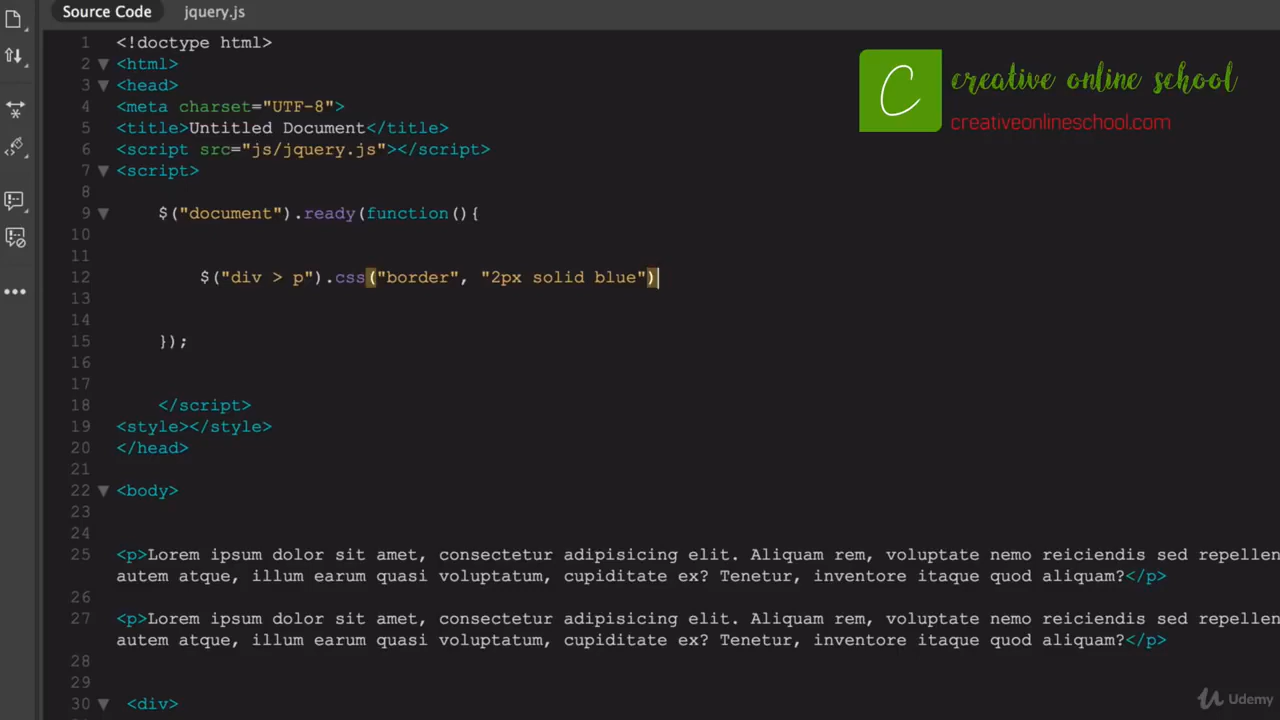 Source Code jquery.js
1 <!doctype html>
2 <html>
3 <head>
4 <meta charset="UTF-8">
5 <title>Untitled Document</title>
6 <script src="js/jquery.js"></script>
7 <script>
8
9 $("document").ready(function(){
10
11
12 $("div > p").css("border", "2px solid blue")
13
14
15 });
16
17
18 </script>
19 <style></style>
20 </head>
21
22 <body>
23
24
25 <p>Lorem ipsum dolor sit amet, consectetur adipisicing elit. Aliquam rem, voluptate nemo reiciendis sed repellen
autem atque, illum earum quasi voluptatum, cupiditate ex? Tenetur, inventore itaque quod aliquam?</p>
26
27 <p>Lorem ipsum dolor sit amet, consectetur adipisicing elit. Aliquam rem, voluptate nemo reiciendis sed repellen
autem atque, illum earum quasi voluptatum, cupiditate ex? Tenetur, inventore itaque quod aliquam?</p>
28
29
30 <div>
C
creative online school
creativeonlineschool.com
Udemy